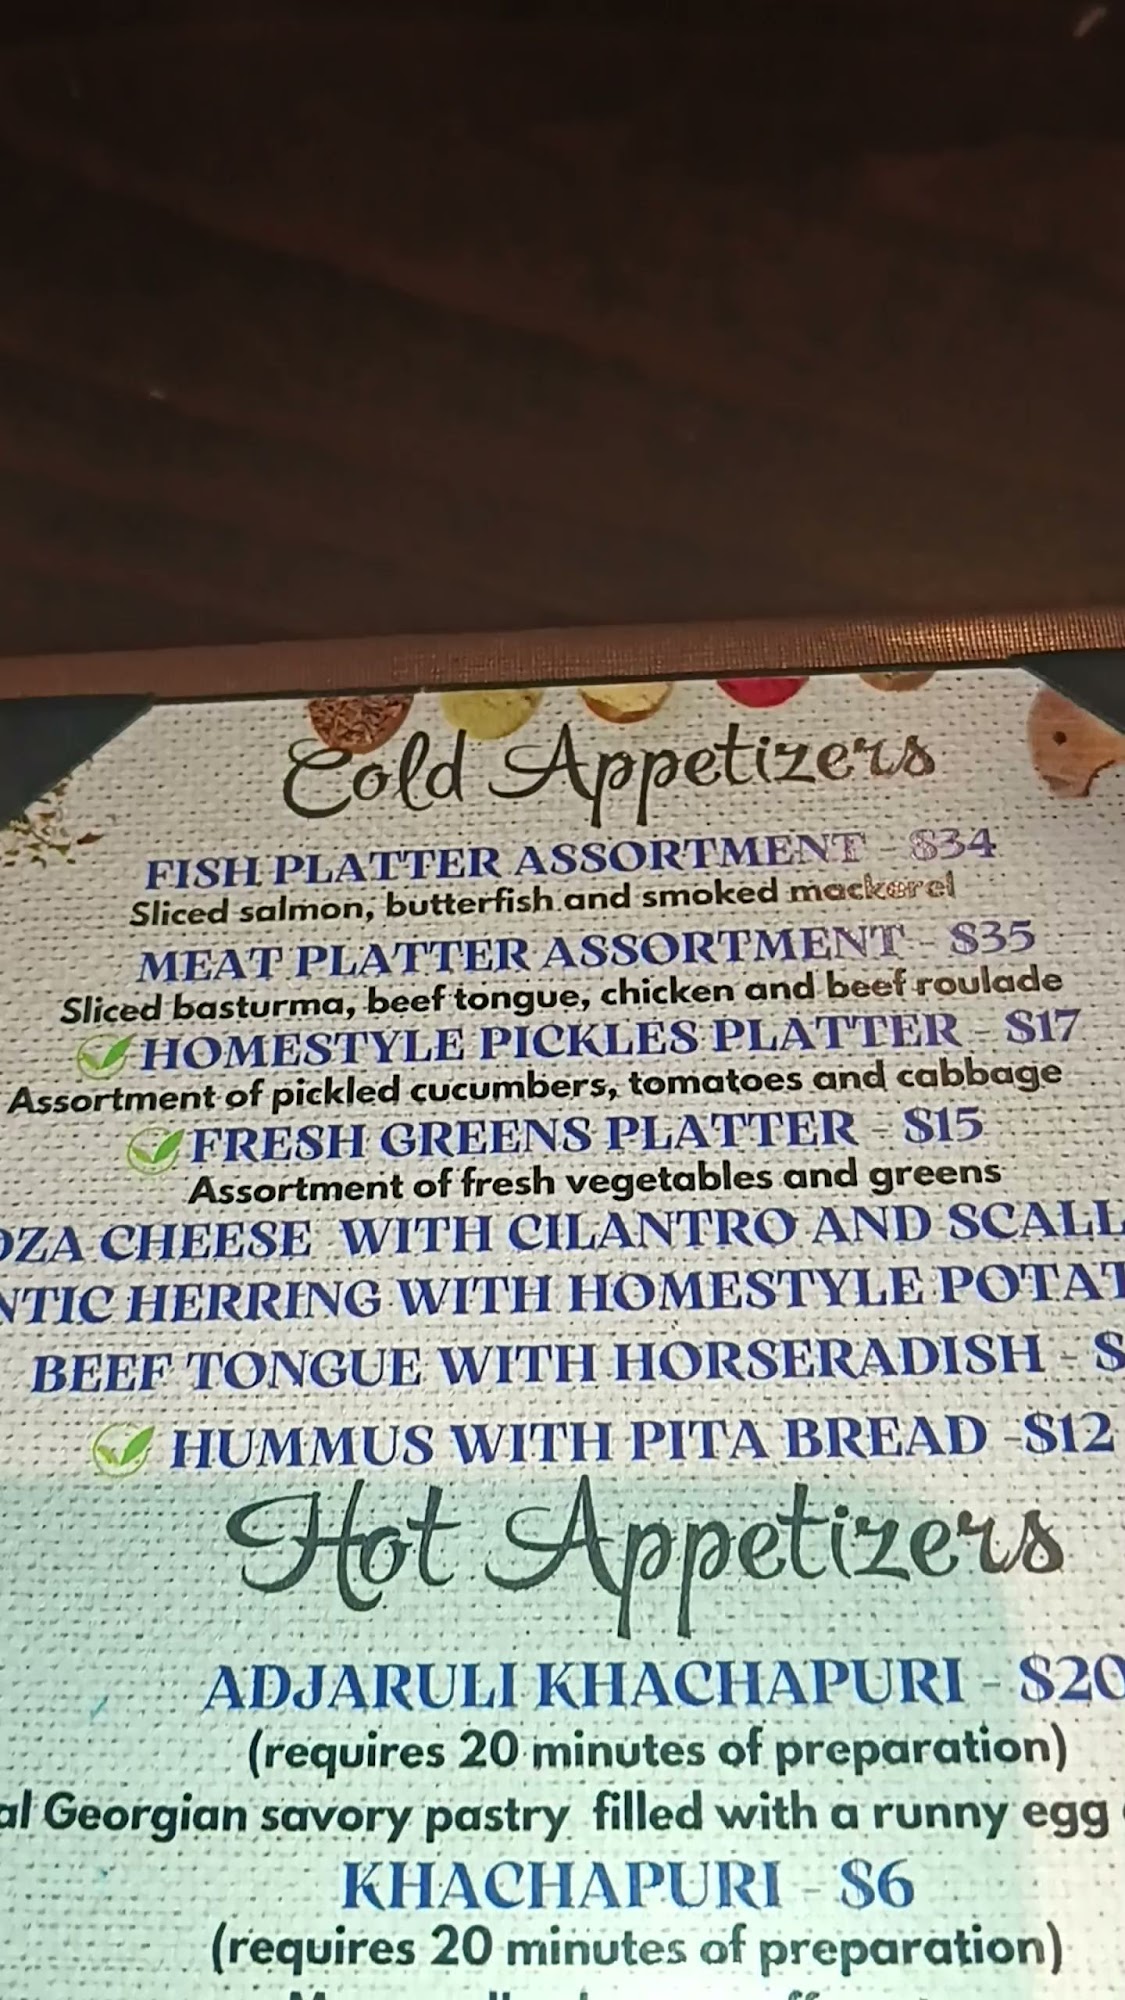 Cold Appetizers
FISH PLATTER ASSORTMENT - $34
Sliced salmon, butterfish and smoked mackerel
MEAT PLATTER ASSORTMENT - $35
Sliced basturma, beef tongue, chicken and beef roulade
HOMESTYLE PICKLES PLATTER - $17
Assortment of pickled cucumbers, tomatoes and cabbage
FRESH GREENS PLATTER - $15
Assortment of fresh vegetables and greens
CHEESE WITH CILANTRO AND
HERRING WITH HOMESTYLE
BEEF TONGUE WITH HORSERADISH - $
HUMMUS WITH PITA BREAD -$12
Hot Appetizers
ADJARULI KHACHAPURI - $20
(requires 20 minutes of preparation)
Georgian savory pastry filled with a runny egg
KHACHAPURI - $6
(requires 20 minutes of preparation)